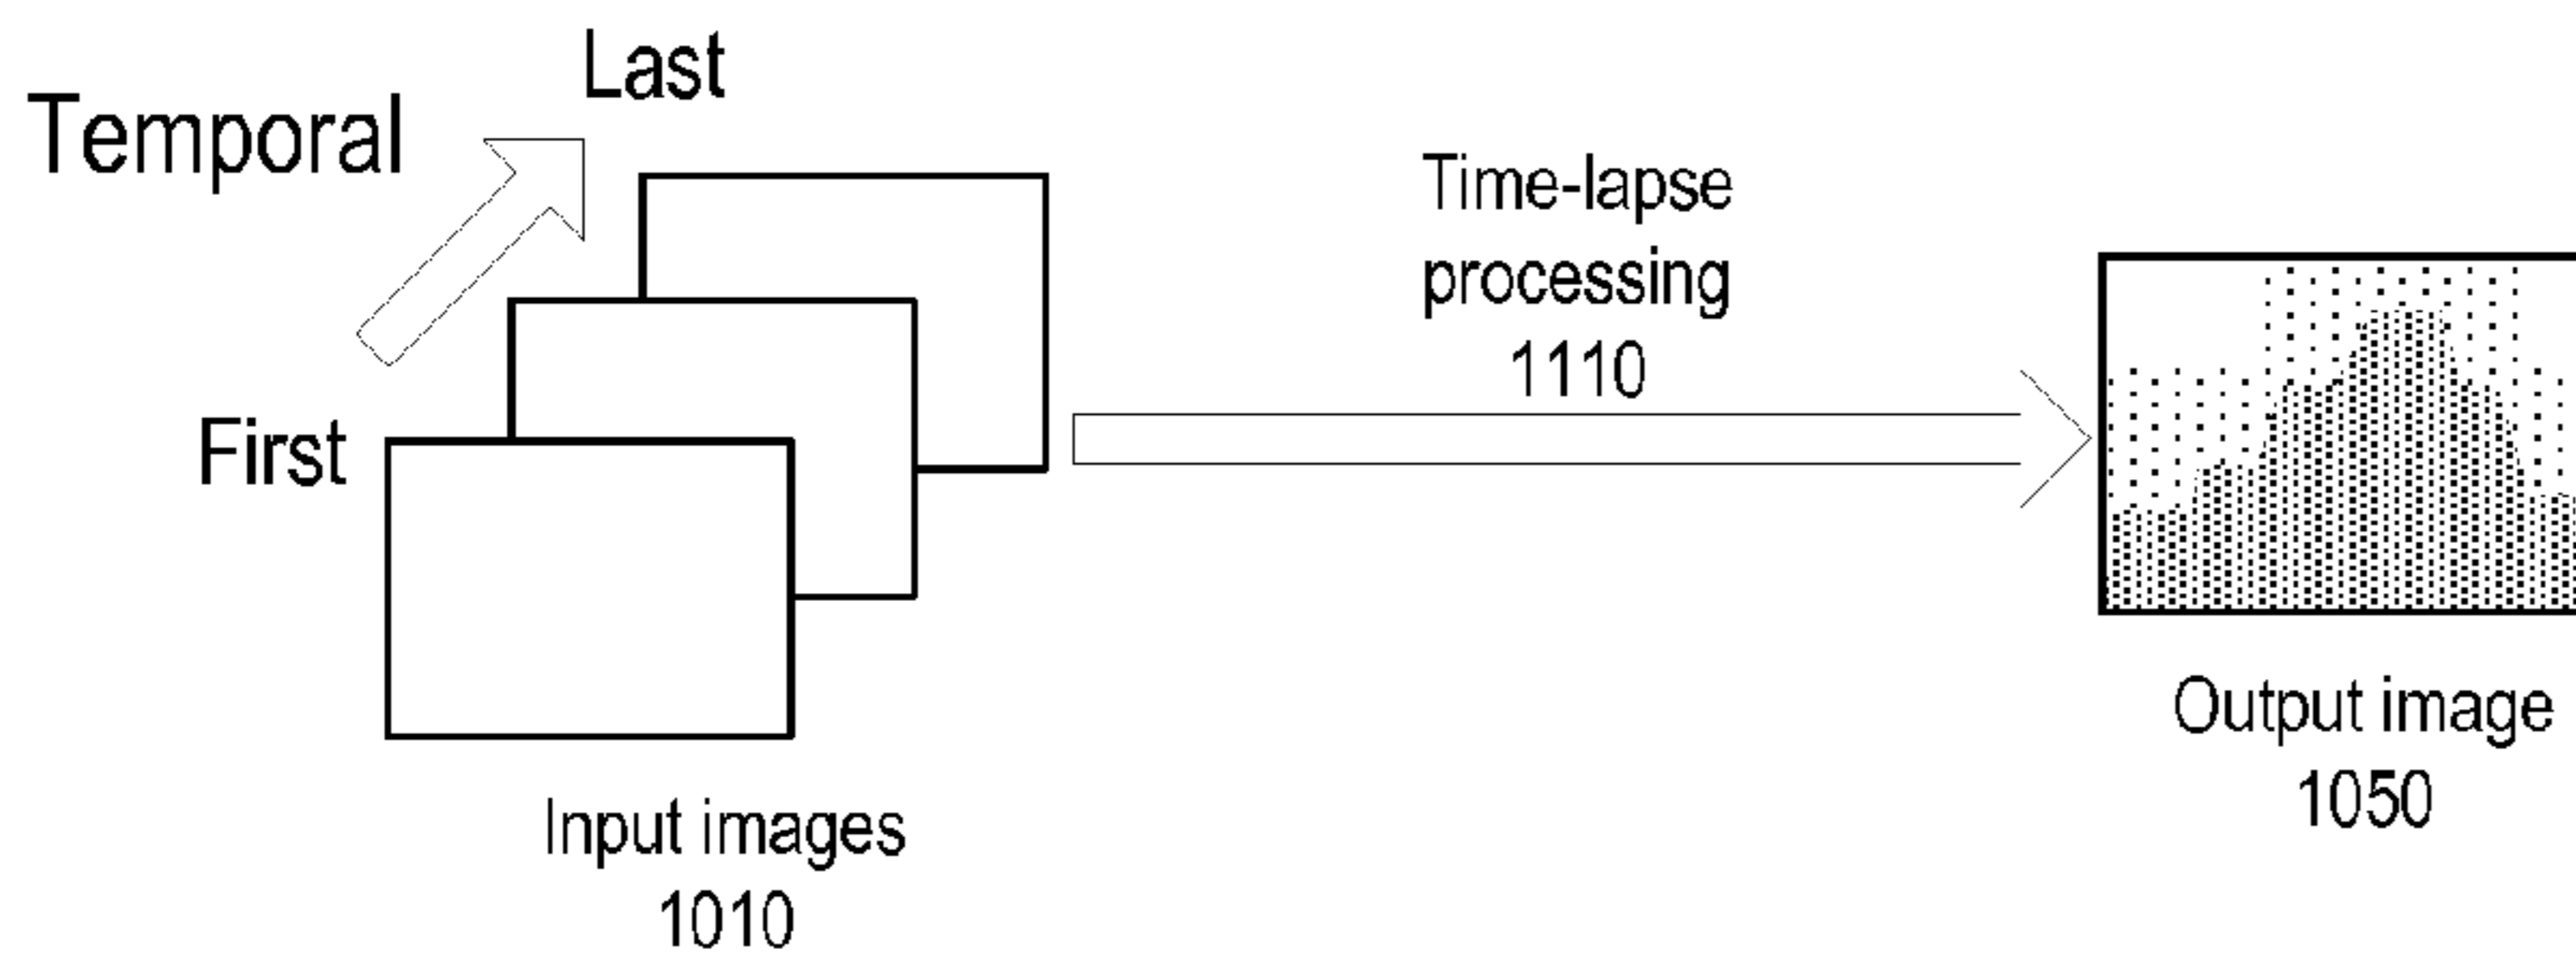 Last
Temporal
First
Input images
1010
Time-lapse
processing
1110
Output image
1050